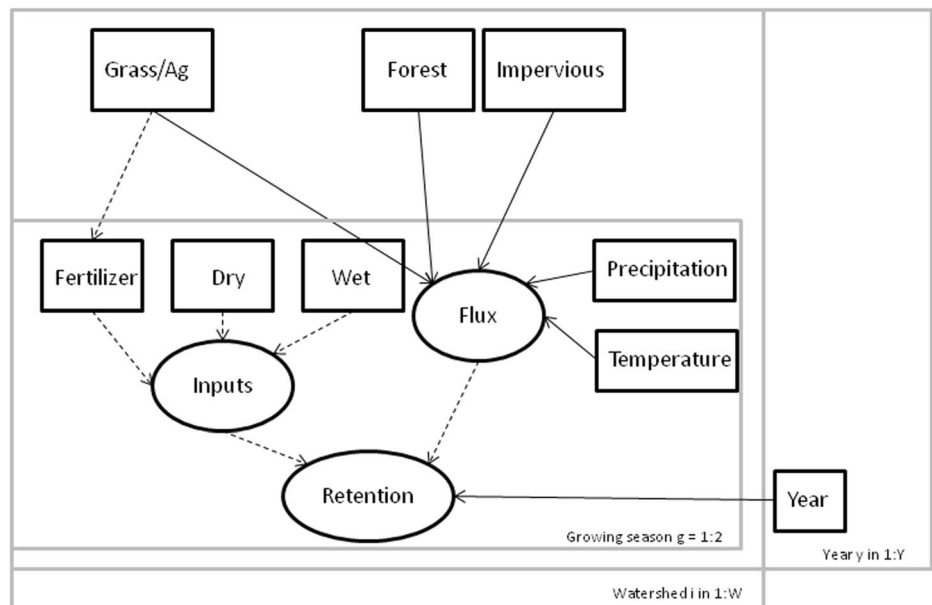 Grass/Ag
Forest
Impervious
Fertilizer
Dry
Wet
Flux
Precipitation
Temperature
Inputs
Retention
Year
Growing season g = 1:2
Year y in 1:Y
Watershed i in 1:W